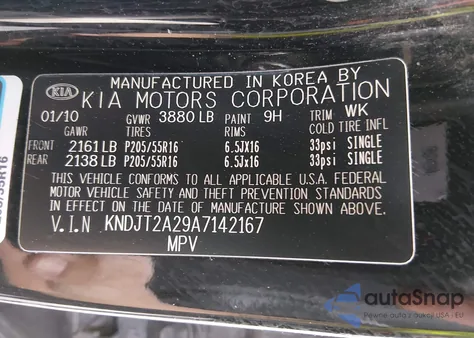 KIA
MANUFACTURED IN KOREA BY
KIA MOTORS CORPORATION
01/10 GVWR 3880 LB PAINT 9H TRIM WK
GAWR TIRES COLD TIRE INFL
FRONT 2161 LB P205/55R16 6.5JX16 33psi SINGLE
REAR 2138 LB P205/55R16 6.5Jx16 33psi SINGLE
THIS VEHICLE CONFORMS TO ALL APPLICABLE U.S.A. FEDERAL
MOTOR VEHICLE SAFETY AND THEFT PREVENTION STANDARDS
IN EFFECT ON THE DATE OF MANUFACTURE SHOWN ABOVE.
V.I.N KNDJT2A29A7142167
MPV
205/55R16
autoSnap